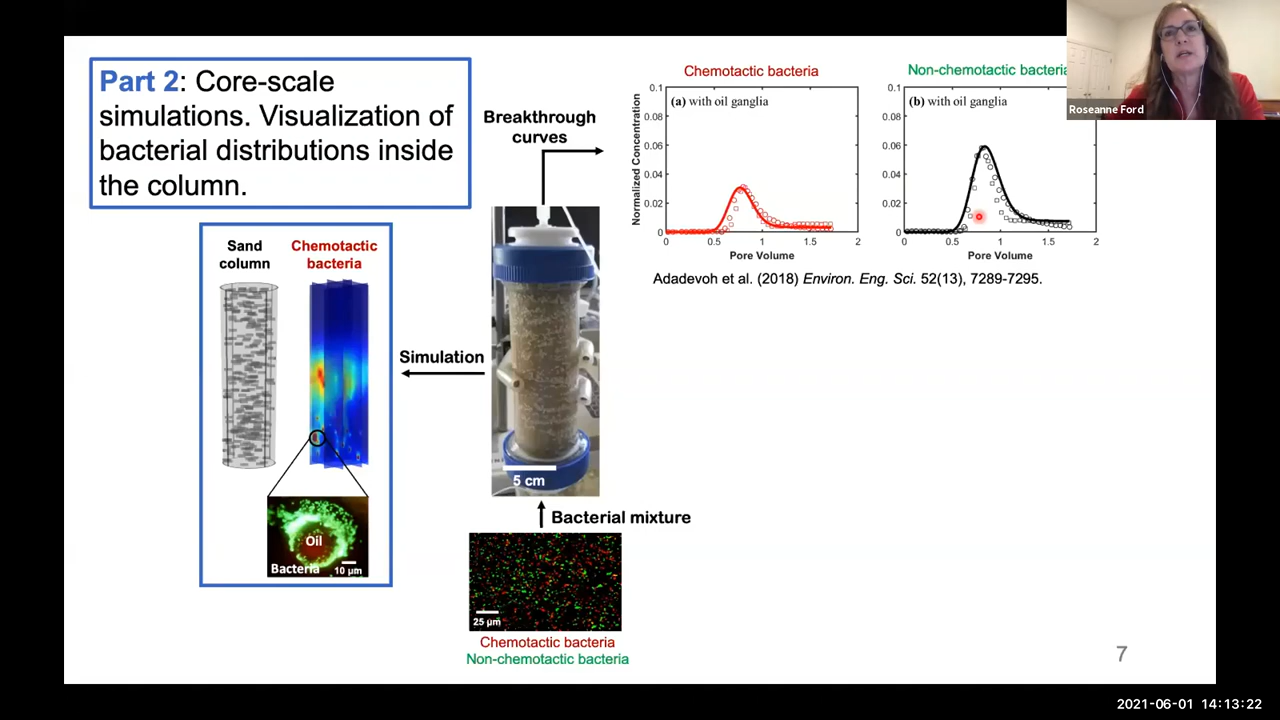 Part 2: Core-scale
simulations. Visualization of
bacterial distributions inside
the column.
Breakthrough
curves
Chemotactic bacteria
Non-chemotactic bacteria
Roseanne Ford
(a) with oil ganglia
(b) with oil ganglia
Normalized Concentration
0.1
0.08
0.06
0.04
0.02
0
0 0.5 1 1.5 2
Pore Volume
0.1
0.08
0.06
0.04
0.02
0
0 0.5 1 1.5 2
Pore Volume
Adadevoh et al. (2018) Environ. Eng. Sci. 52(13), 7289-7295.
Sand
column
Chemotactic
bacteria
Simulation
Oil
Bacteria
10 μm
5 cm
Bacterial mixture
25 μm
Chemotactic bacteria
Non-chemotactic bacteria
7
2021-06-01 14:13:22